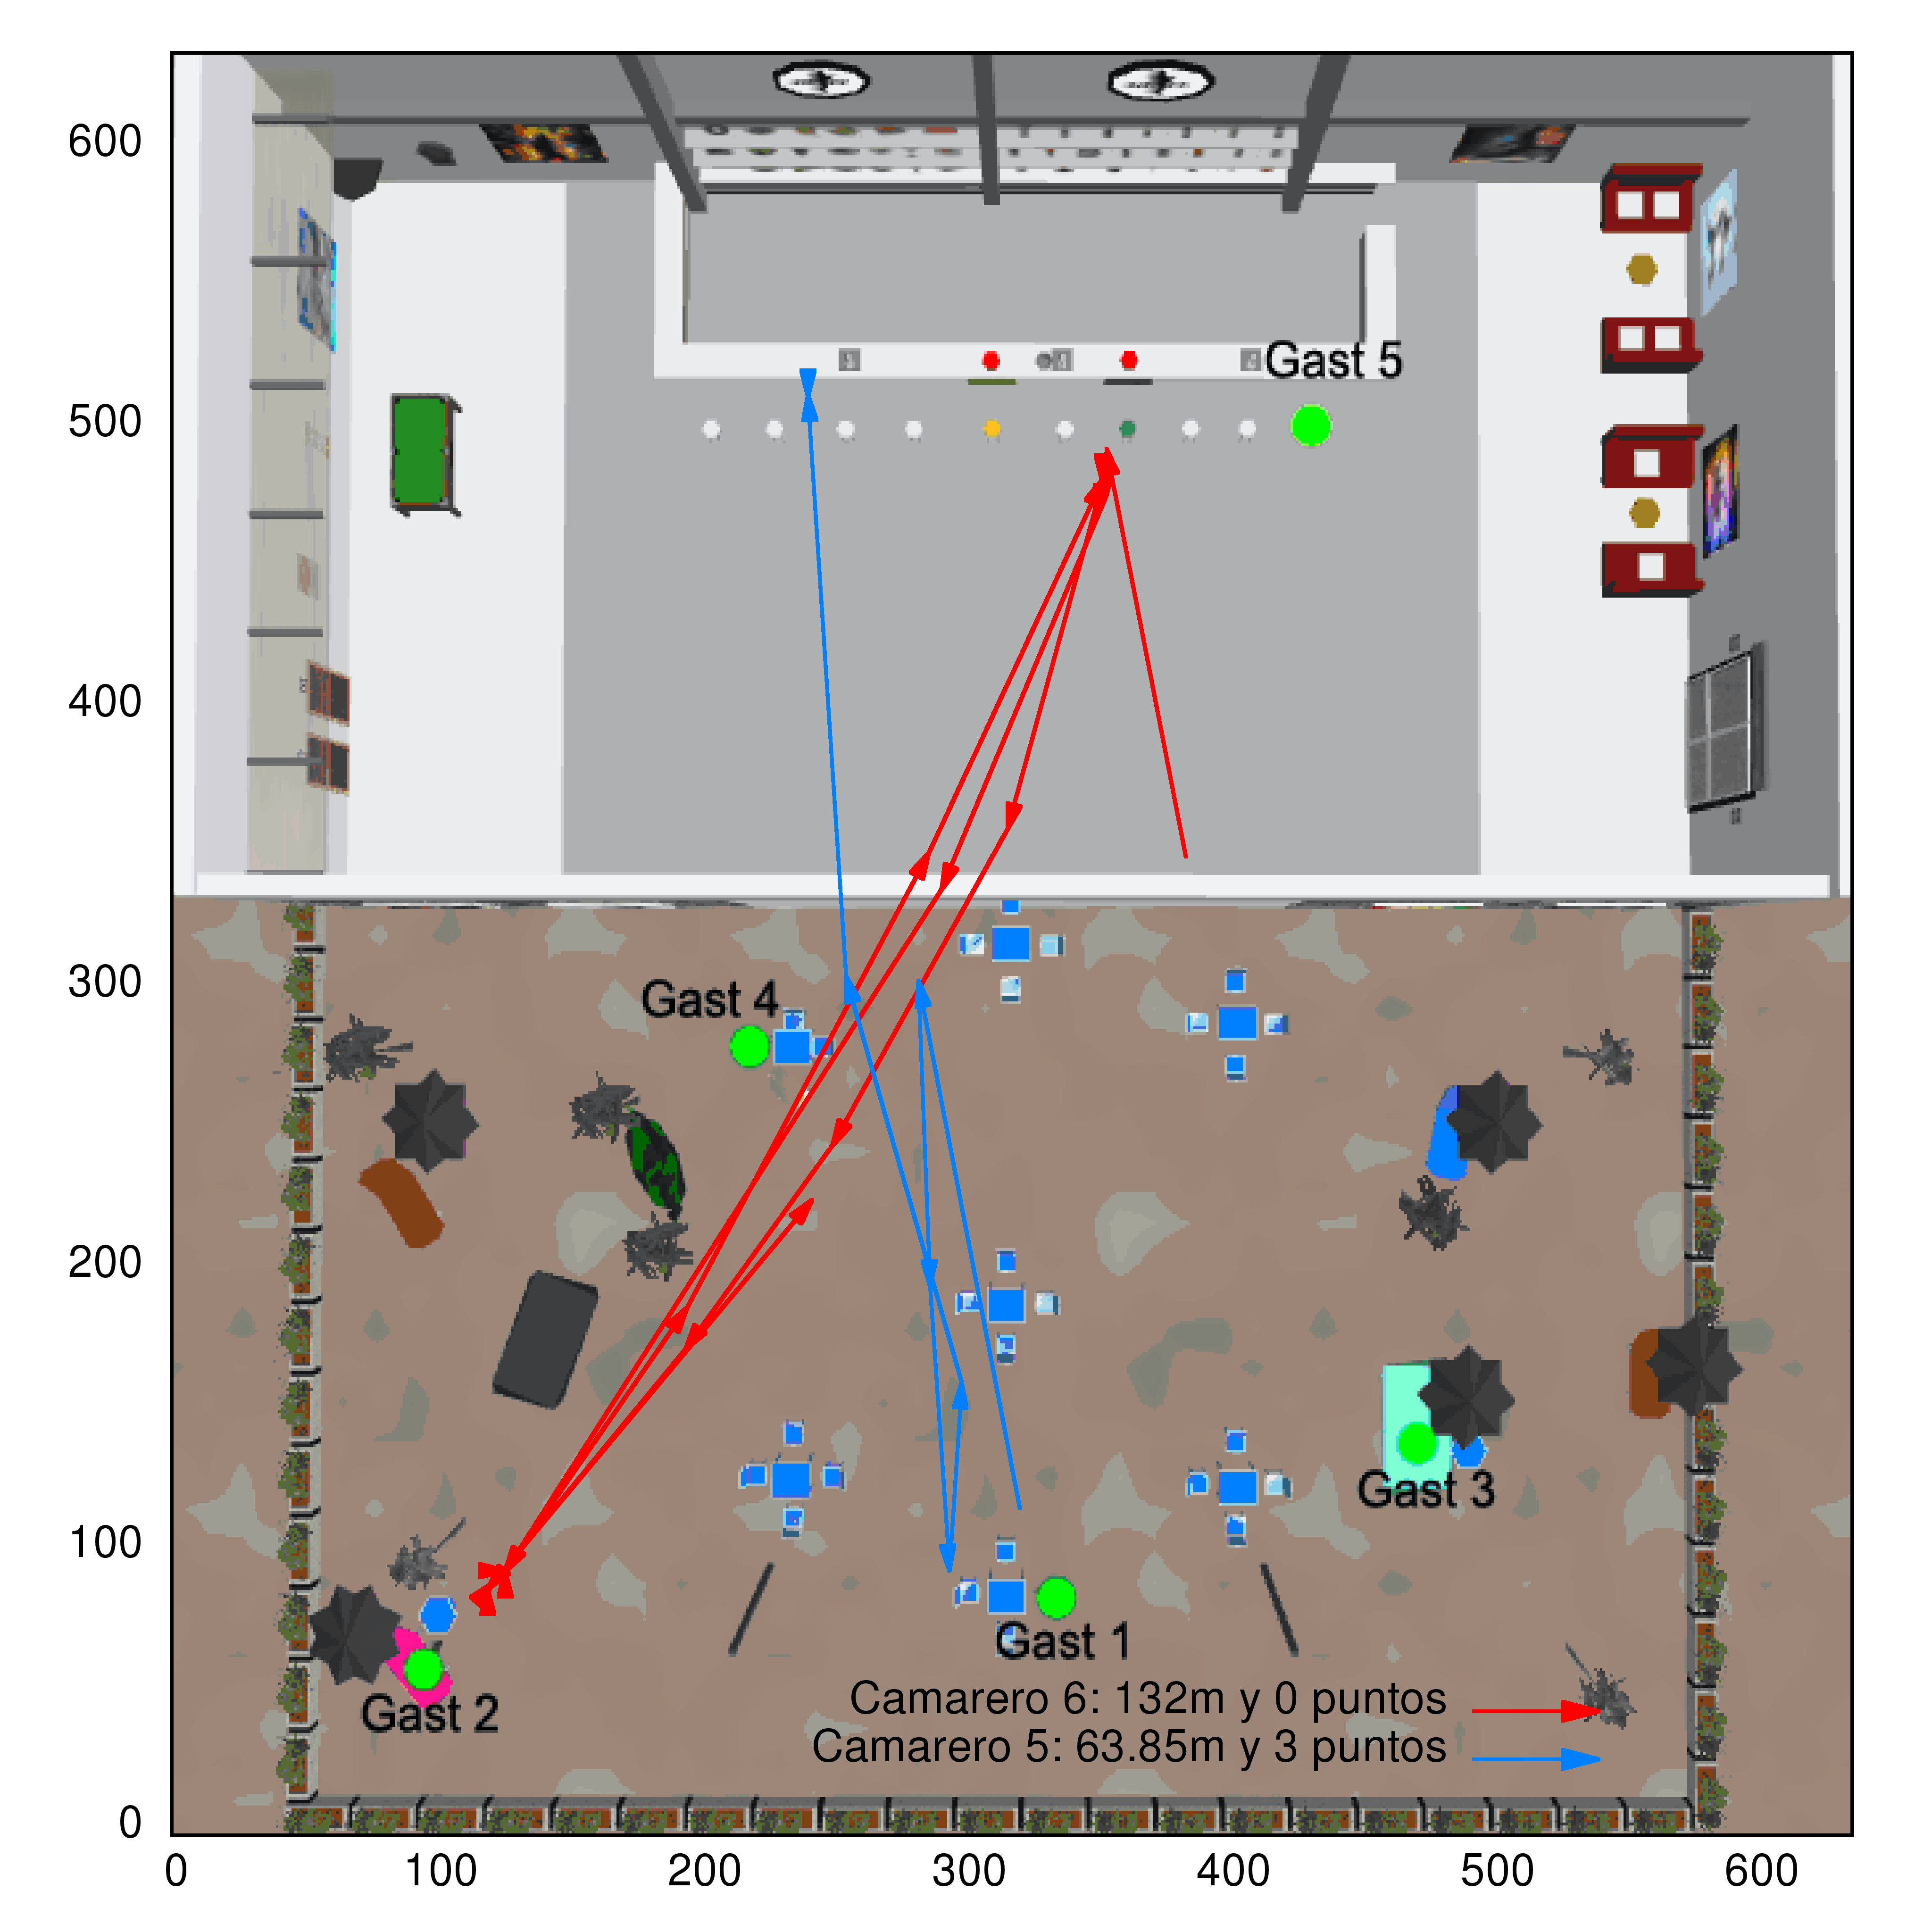 600
Gast 5
500
400
300
Gast 4
200
Gast 3
100
Gast 1
Gast 2
Camarero 6: 132m y 0 puntos
Camarero 5: 63.85m y 3 puntos
0
0 100 200 300 400 500 600